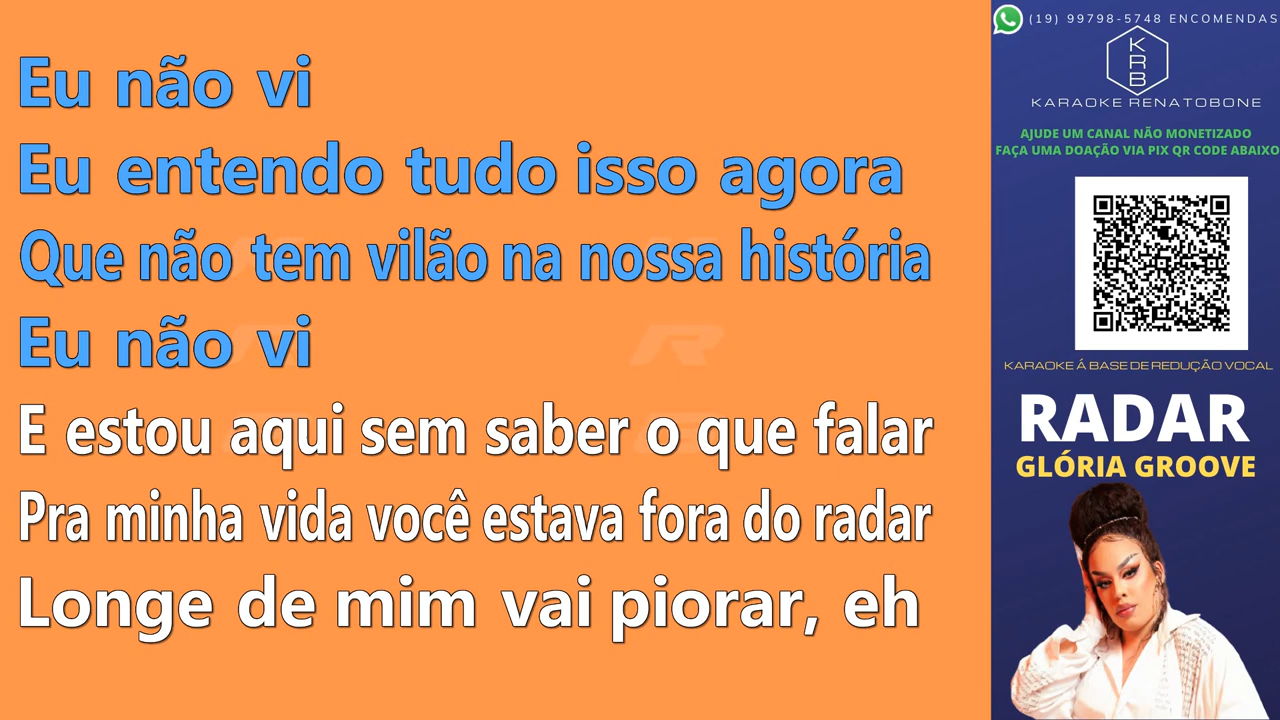 Eu não vi
Eu entendo tudo isso agora
Que não tem vilão na nossa história
Eu não vi
E estou aqui sem saber o que falar
Pra minha vida você estava fora do radar
Longe de mim vai piorar, eh
(19) 99798-5748 ENCOMENDAS
K
R
B
KARAOKE RENATOBONE
AJUDE UM CANAL NÃO MONETIZADO
FAÇA UMA DOAÇÃO VIA PIX QR CODE ABAIXO
KARAOKE Á BASE DE REDUÇÃO VOCAL
RADAR
GLÓRIA GROOVE